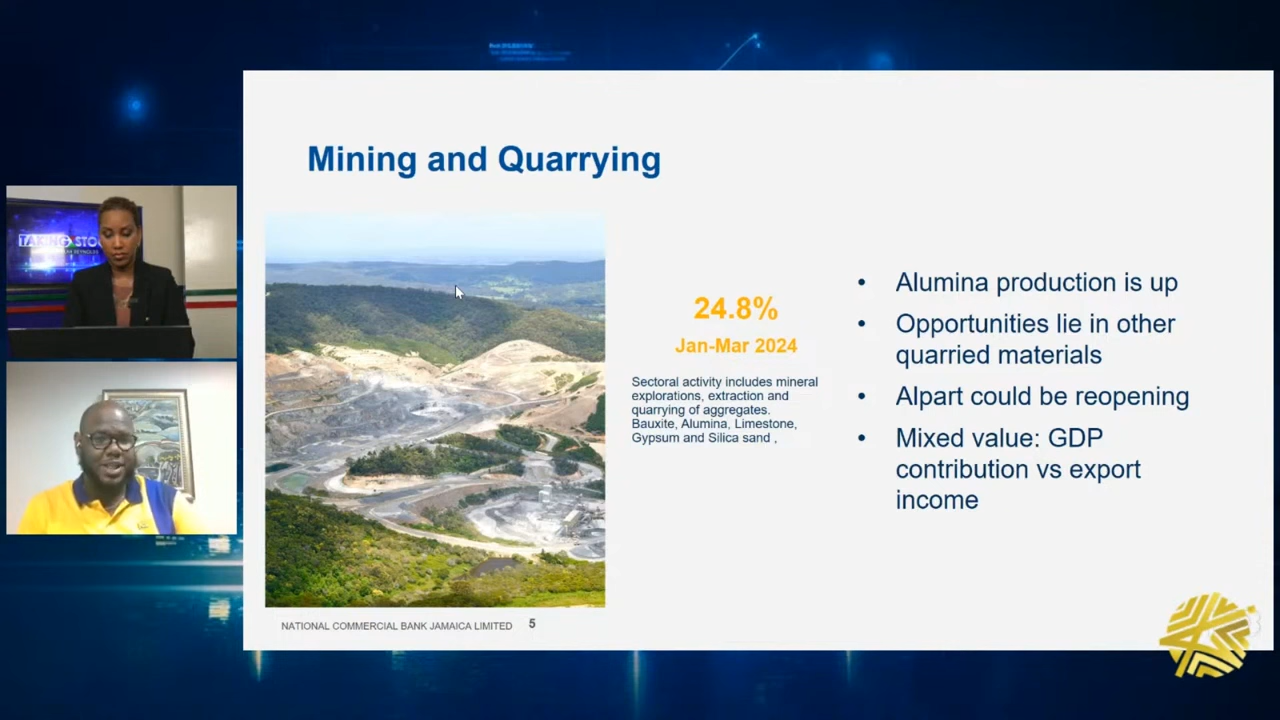 Mining and Quarrying
TAKING STO
24.8%
Jan-Mar 2024
Sectoral activity includes mineral
explorations, extraction and
quarrying of aggregates.
Bauxite, Alumina, Limestone,
Gypsum and Silica sand ,
• Alumina production is up
• Opportunities lie in other
quarried materials
• Alpart could be reopening
• Mixed value: GDP
contribution vs export
income
NATIONAL COMMERCIAL BANK JAMAICA LIMITED 5